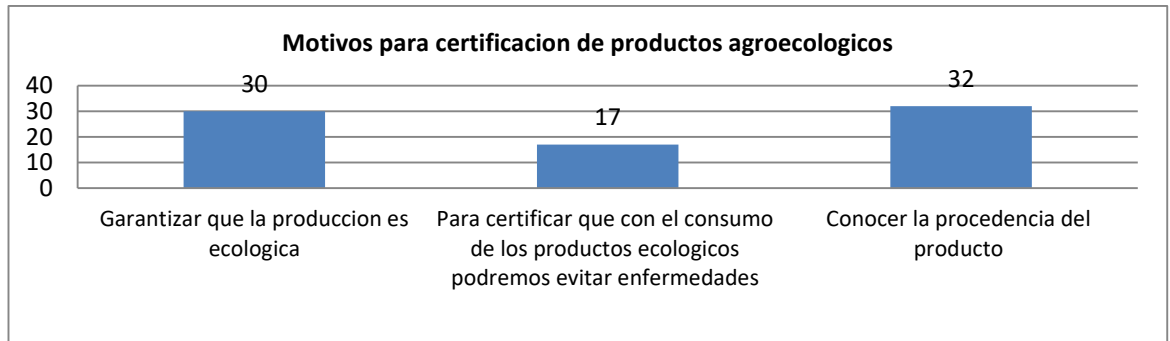 Motivos para certificacion de productos agroecologicos
40
30
20
10
0
30
17
32
Garantizar que la produccion es
ecologica
Para certificar que con el consumo
de los productos ecologicos
podremos evitar enfermedades
Conocer la procedencia del
producto